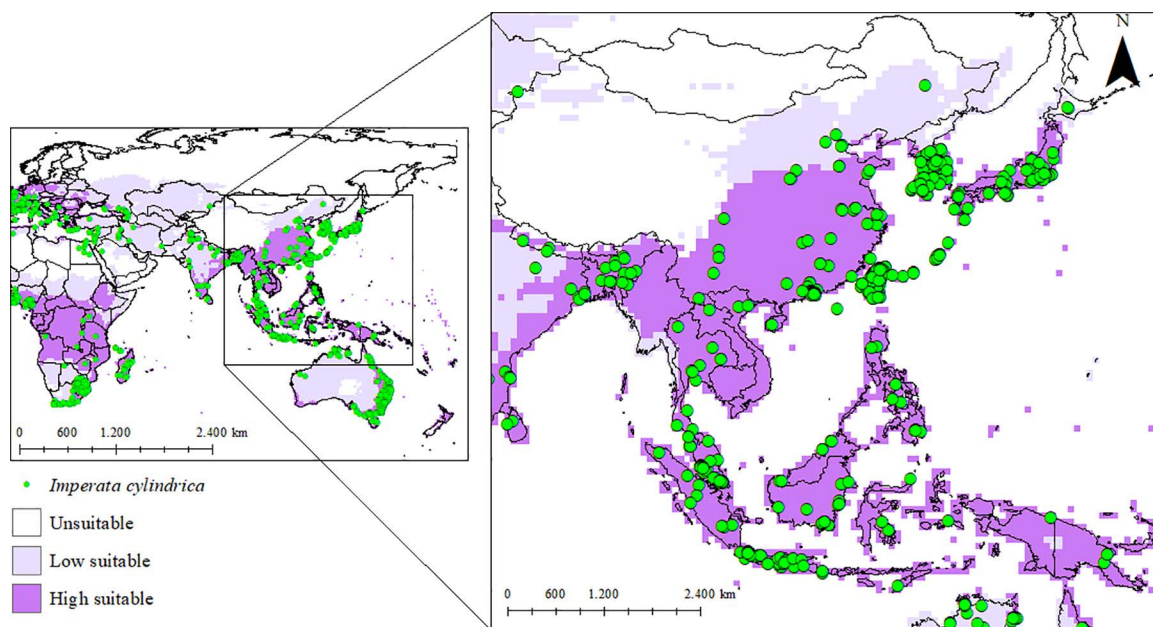 N
0 600 1.200 2.400 km
Imperata cylindrica
Unsuitable
Low suitable
High suitable
0 600 1.200 2.400 km